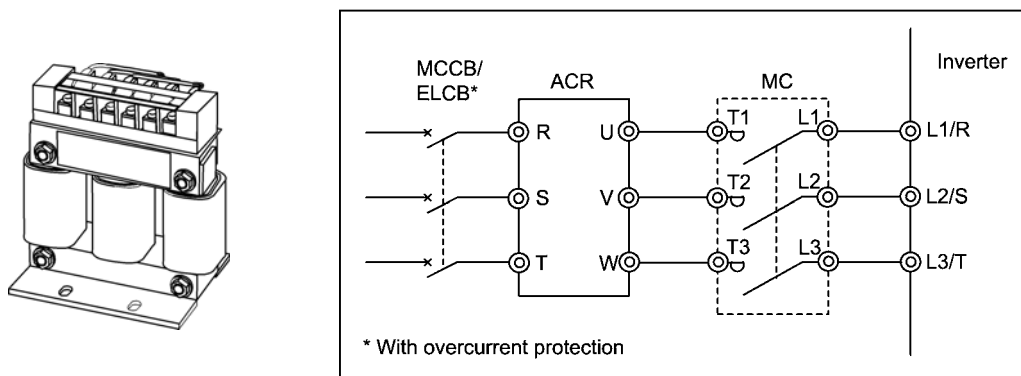 MCCB/
ELCB*
ACR
MC
Inverter
R
U
T1
L1
L1/R
S
V
T2
L2
L2/S
T
W
T3
L3
L3/T
* With overcurrent protection